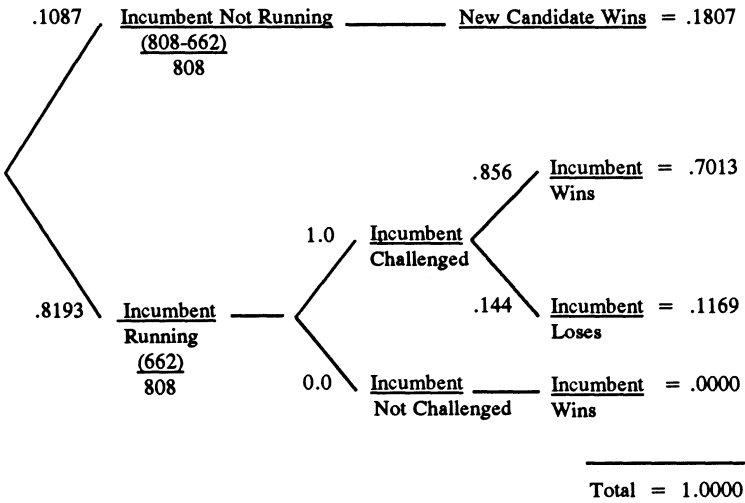 .1087 Incumbent Not Running New Candidate Wins = .1807
(808-662)
808
.856 Incumbent = .7013
Wins
1.0 Incumbent
Challenged
.8193 Incumbent
Running
(662)
808
.144 Incumbent = .1169
Loses
0.0 Incumbent Incumbent = .0000
Not Challenged Wins
Total = 1.0000